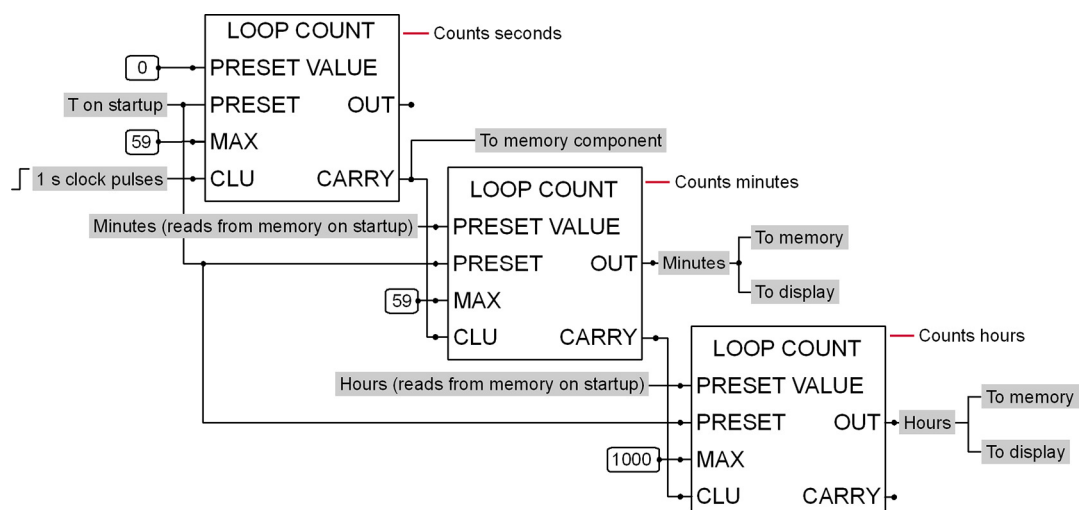 LOOP COUNT
Counts seconds
0
PRESET VALUE
T on startup
PRESET
OUT
59
MAX
To memory component
1 s clock pulses
CLU
CARRY
LOOP COUNT
Counts minutes
Minutes (reads from memory on startup)
PRESET VALUE
To memory
PRESET
OUT
Minutes
To display
59
MAX
CLU
CARRY
LOOP COUNT
Counts hours
Hours (reads from memory on startup)
PRESET VALUE
To memory
PRESET
OUT
Hours
To display
1000
MAX
CLU
CARRY